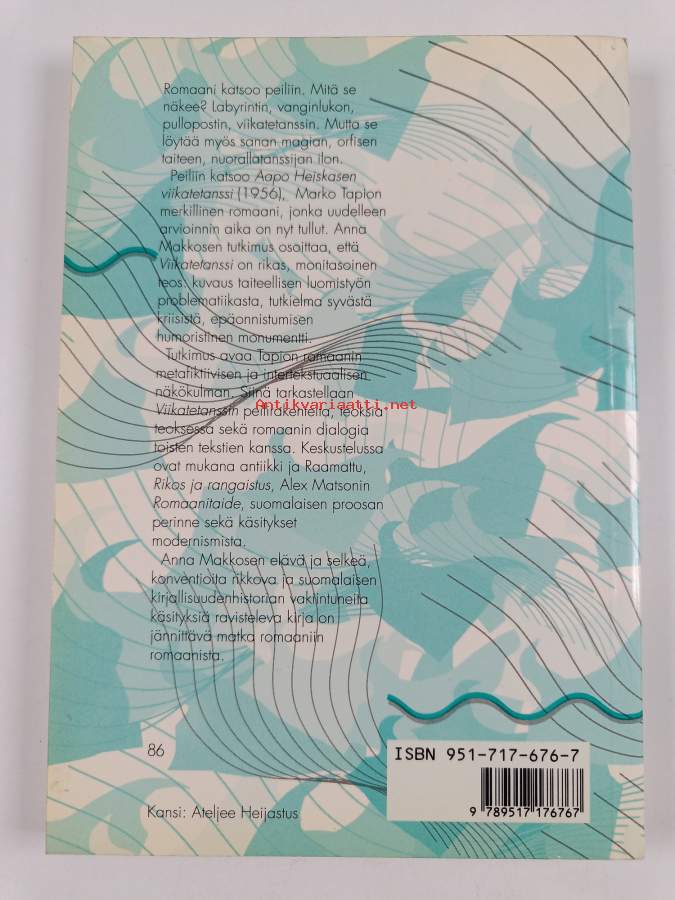 Romaani katsoo peiliin. Mitä se
näkee? Labyrintin, vanginlukon,
pullopostin, viikatetanssin. Mutta se
löytää myös sanan magian, orfisen
taiteen, nuorallatanssijan ilon.
Peiliin katsoo Aapo Heiskasen
viikatetanssi (1956), Marko Tapion
merkillinen romaani, jonka uudelleen
arvioinnin aika on nyt tullut. Anna
Makkosen tutkimus osoittaa, että
Viikatetanssi on rikas, monitasoinen
teos: kuvaus taiteellisen luomistyön
problematiikasta, tutkielma syvästä
kriisistä, epäonnistumisen
humoristinen monumentti.
Tutkimus avaa Tapion romaanin
metafiktiivisen ja intertekstuaalisen
näkökulman. Siinä tarkastellaan
Viikatetanssin peilirakenteita, teoksia
teoksessa sekä romaanin dialogia
toisten tekstien kanssa. Keskustelussa
ovat mukana antiikki ja Raamattu,
Rikos ja rangaistus, Alex Matsonin
Romaanitaide, suomalaisen proosan
perinne sekä käsitykset
modernismista.
Anna Makkosen elävä ja selkeä,
konventioita rikkova ja suomalaisen
kirjallisuudenhistorian vakiintuneita
käsityksiä ravisteleva kirja on
jännittävä matka romaaniin
romaanista.
Antikvariaatti.net
86
ISBN 951-717-676-7
9 789517 176767
Kansi: Ateljee Heijastus